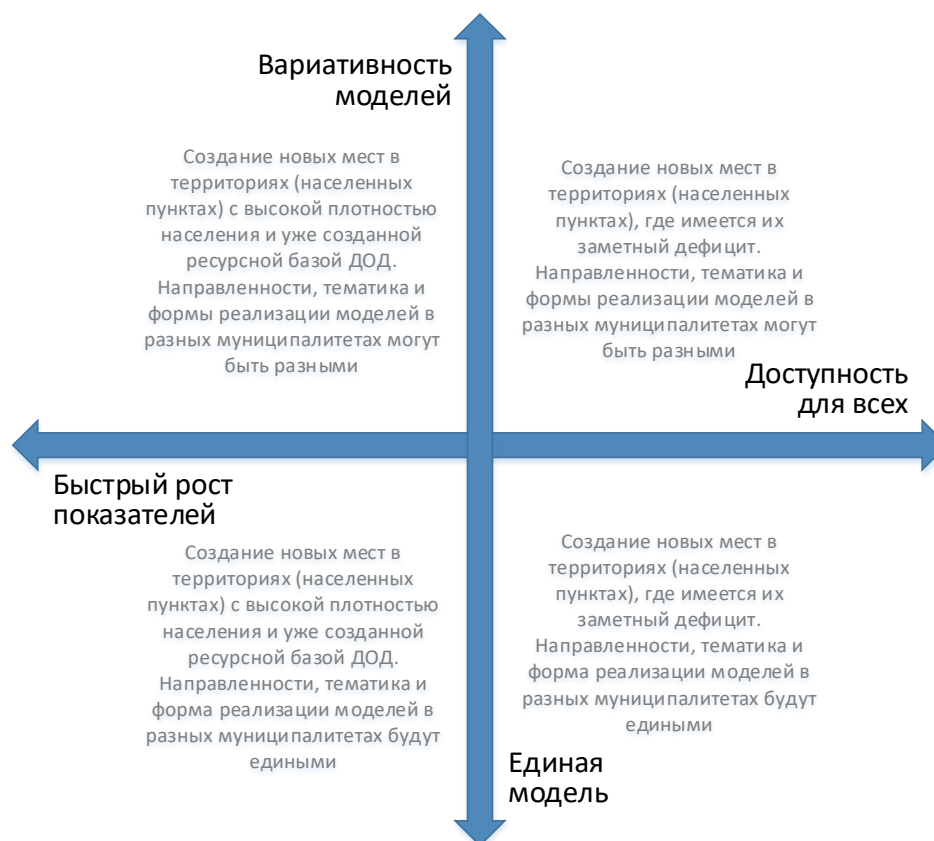 Вариативность
моделей
Создание новых мест в
территориях (населенных
пунктах) с высокой плотностью
населения и уже созданной
ресурсной базой ДОД.
Направленности, тематика и
формы реализации моделей в
разных муниципалитетах могут
быть разными
Создание новых мест в
территориях (населенных
пунктах), где имеется их
заметный дефицит.
Направленности, тематика и
формы реализации моделей в
разных муниципалитетах могут
быть разными
Доступность
для всех
Быстрый рост
показателей
Создание новых мест в
территориях (населенных
пунктах) с высокой плотностью
населения и уже созданной
ресурсной базой ДОД.
Направленности, тематика и
форма реализации моделей в
разных муниципалитетах будут
едиными
Создание новых мест в
территориях (населенных
пунктах), где имеется их
заметный дефицит.
Направленности, тематика и
форма реализации моделей в
разных муниципалитетах будут
едиными
Единая
модель